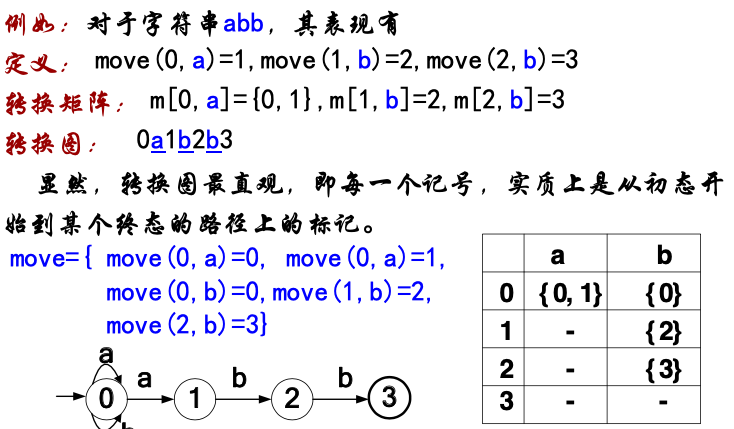 例如：对于字符串abb，其表现有
定义： move(0,a)=1,move(1,b)=2,move(2,b)=3
转换矩阵： m[0,a]={0,1},m[1,b]=2,m[2,b]=3
转换图： 0a1b2b3
显然，转换图最直观，即每一个记号，实质上是从初态开
始到某个终态的路径上的标记。
move={ move(0,a)=0, move(0,a)=1,
move(0,b)=0,move(1,b)=2,
move(2,b)=3}
a b
0 {0,1} {0}
1 - {2}
2 - {3}
3 - -
a
a b b
0 1 2 3
b